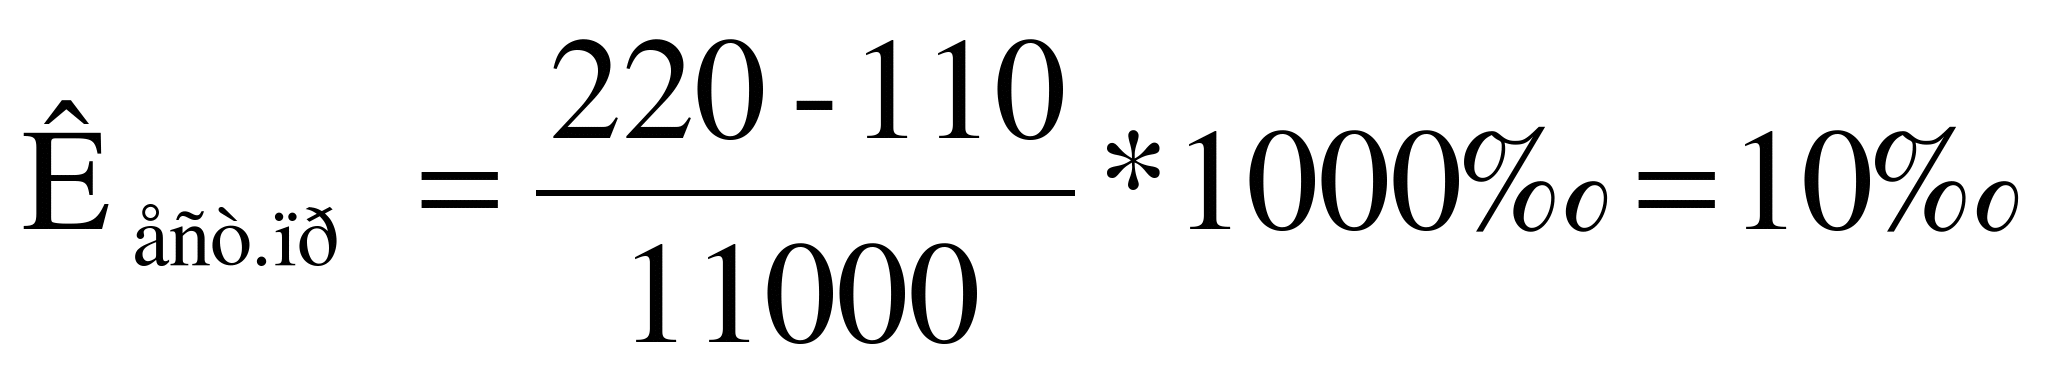 Ê åñò.ïð = 220 - 110 / 11000 * 1000‰ = 10‰